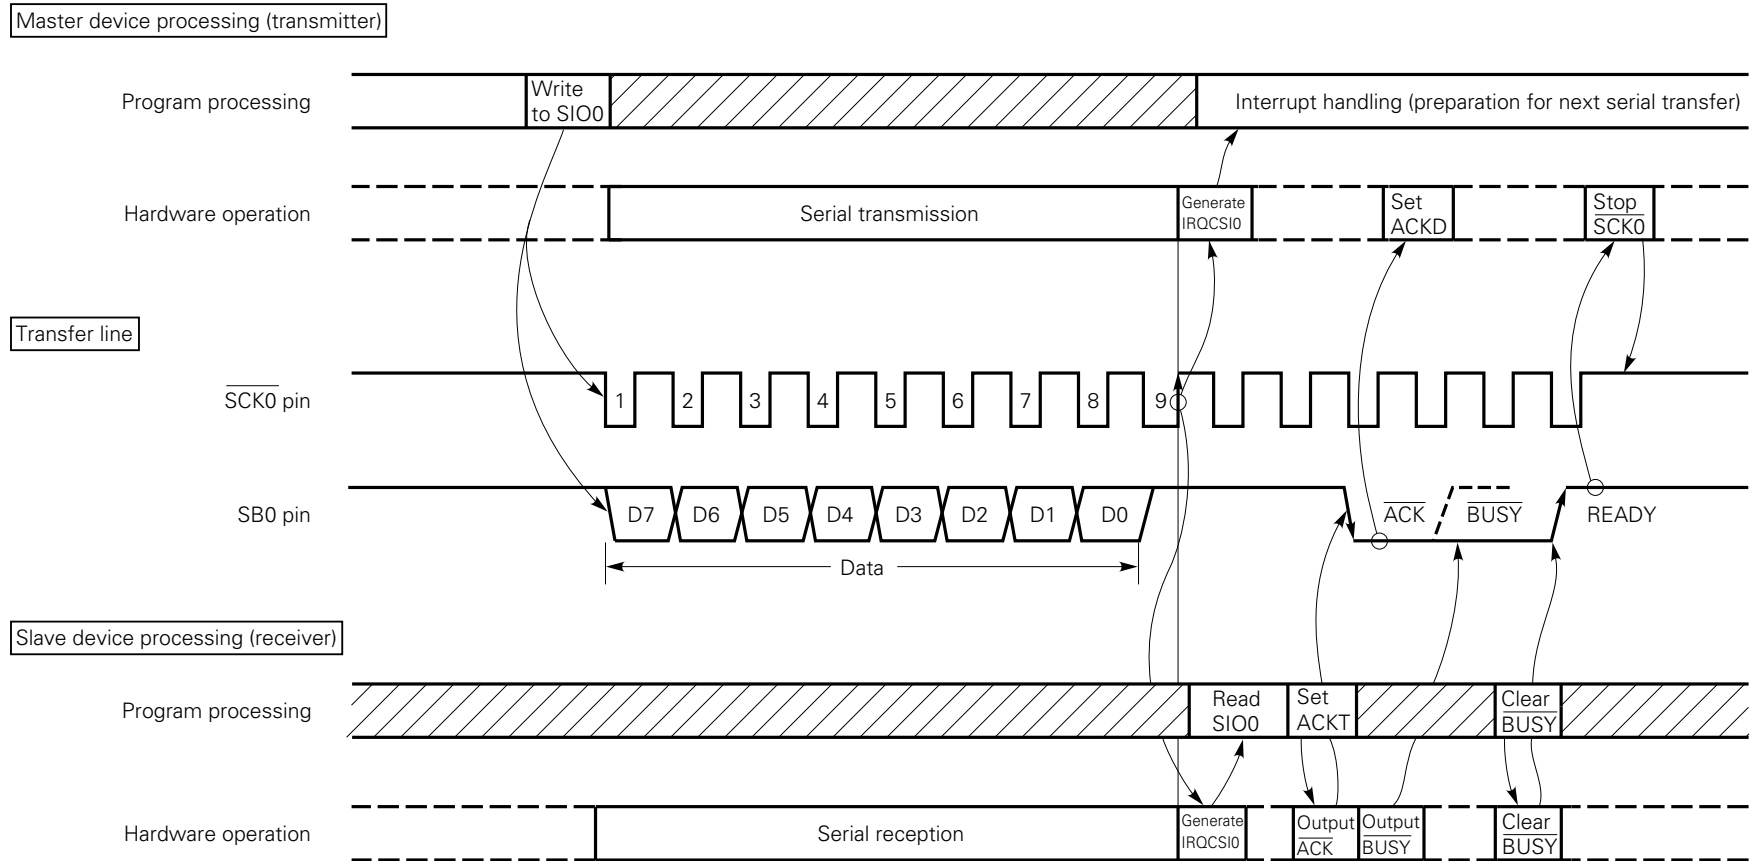 Master device processing (transmitter)
Program processing
Write
to SIO0
Interrupt handling (preparation for next serial transfer)
Hardware operation
Serial transmission
Generate
IRQCSI0
Set
ACKD
Stop
SCK0
Transfer line
SCK0 pin
1 2 3 4 5 6 7 8 9
SB0 pin
D7 D6 D5 D4 D3 D2 D1 D0
ACK BUSY READY
Data
Slave device processing (receiver)
Program processing
Read
SIO0
Set
ACKT
Clear
BUSY
Hardware operation
Serial reception
Generate
IRQCSI0
Output
ACK
Output
BUSY
Clear
BUSY